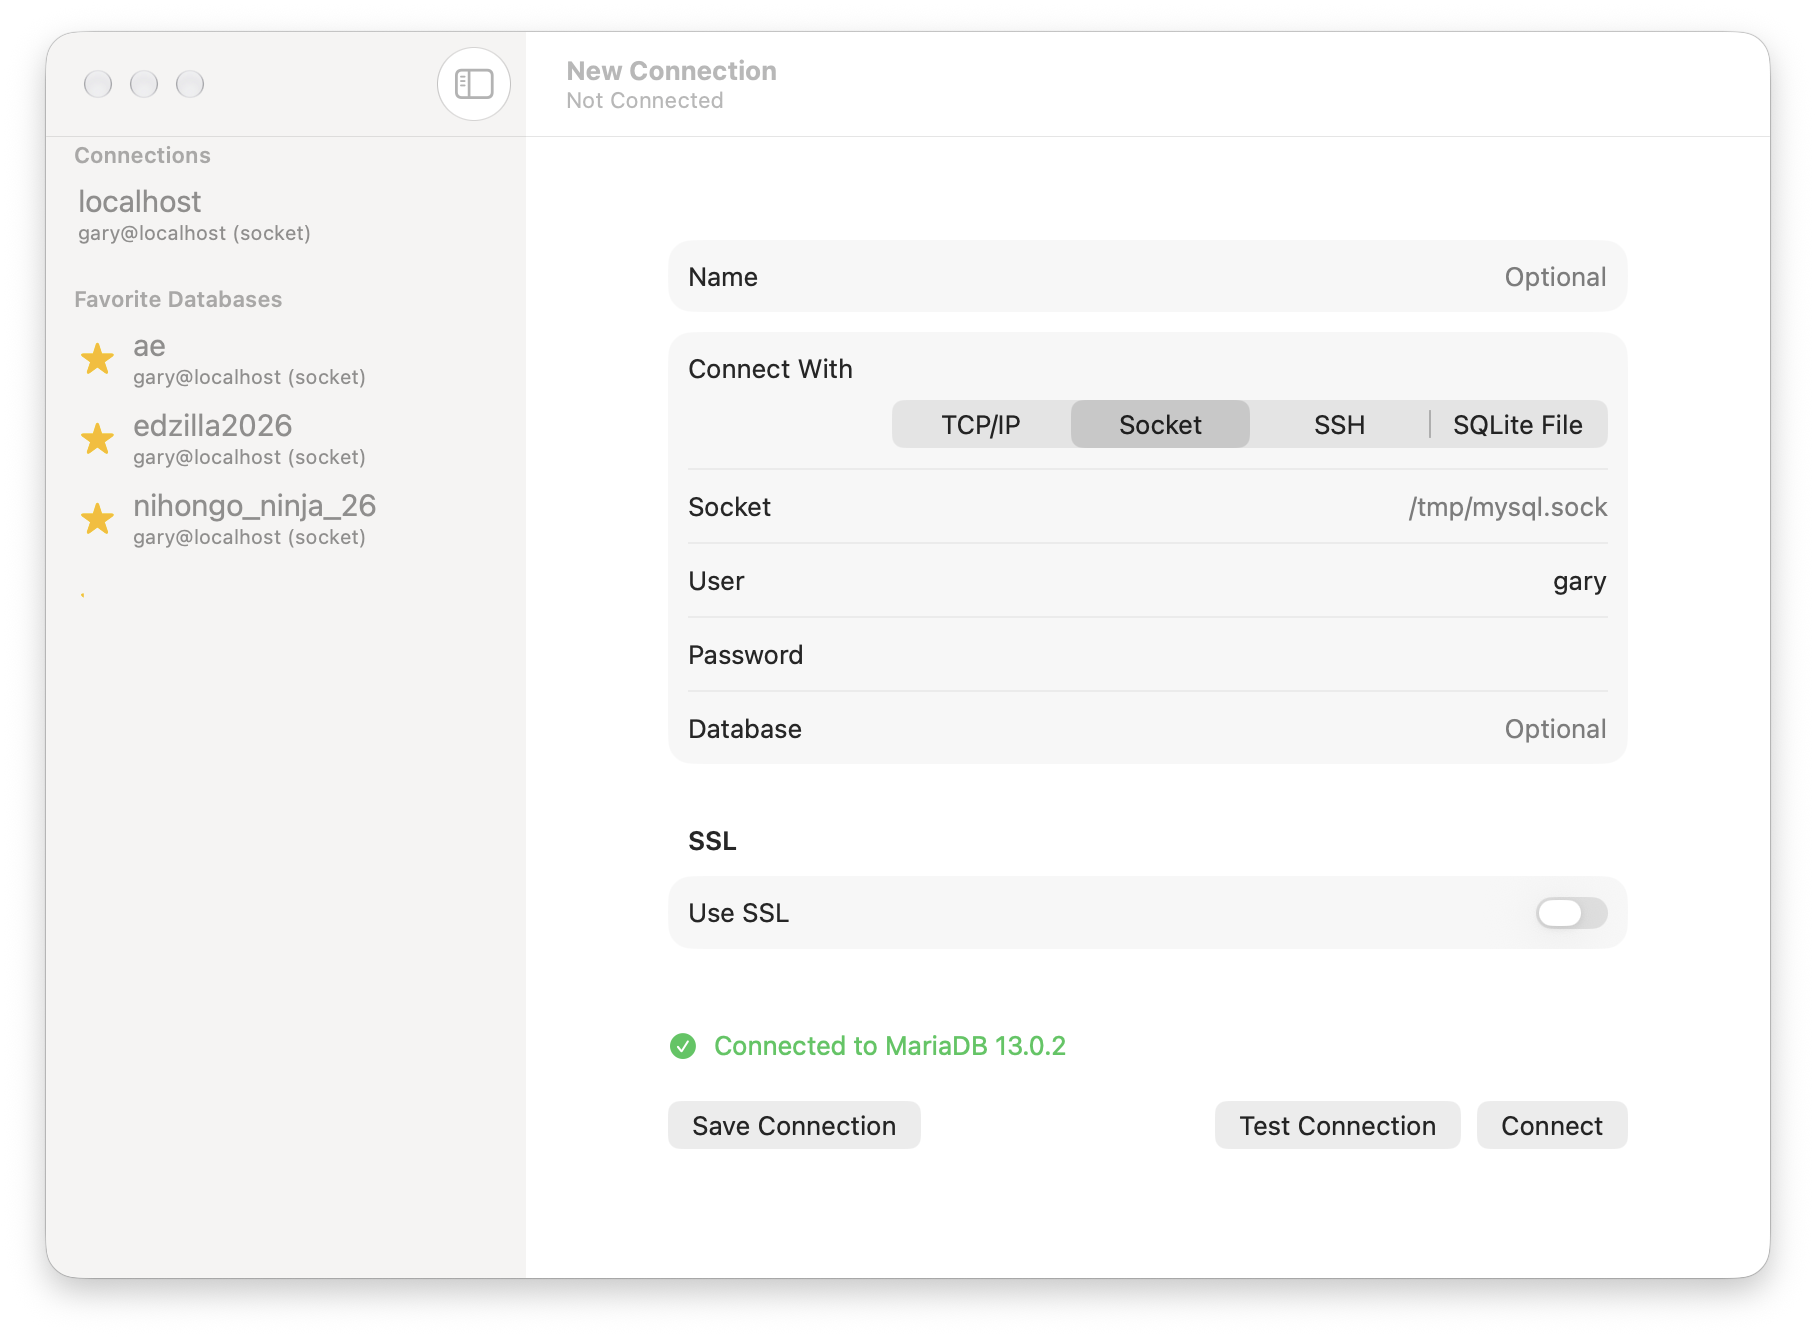 New Connection
Not Connected
Connections
localhost
gary@localhost (socket)
Favorite Databases
ae
gary@localhost (socket)
edzilla2026
gary@localhost (socket)
nihongo_ninja_26
gary@localhost (socket)
Name Optional
Connect With
TCP/IP Socket SSH SQLite File
Socket /tmp/mysql.sock
User gary
Password
Database Optional
SSL
Use SSL
Connected to MariaDB 13.0.2
Save Connection Test Connection Connect